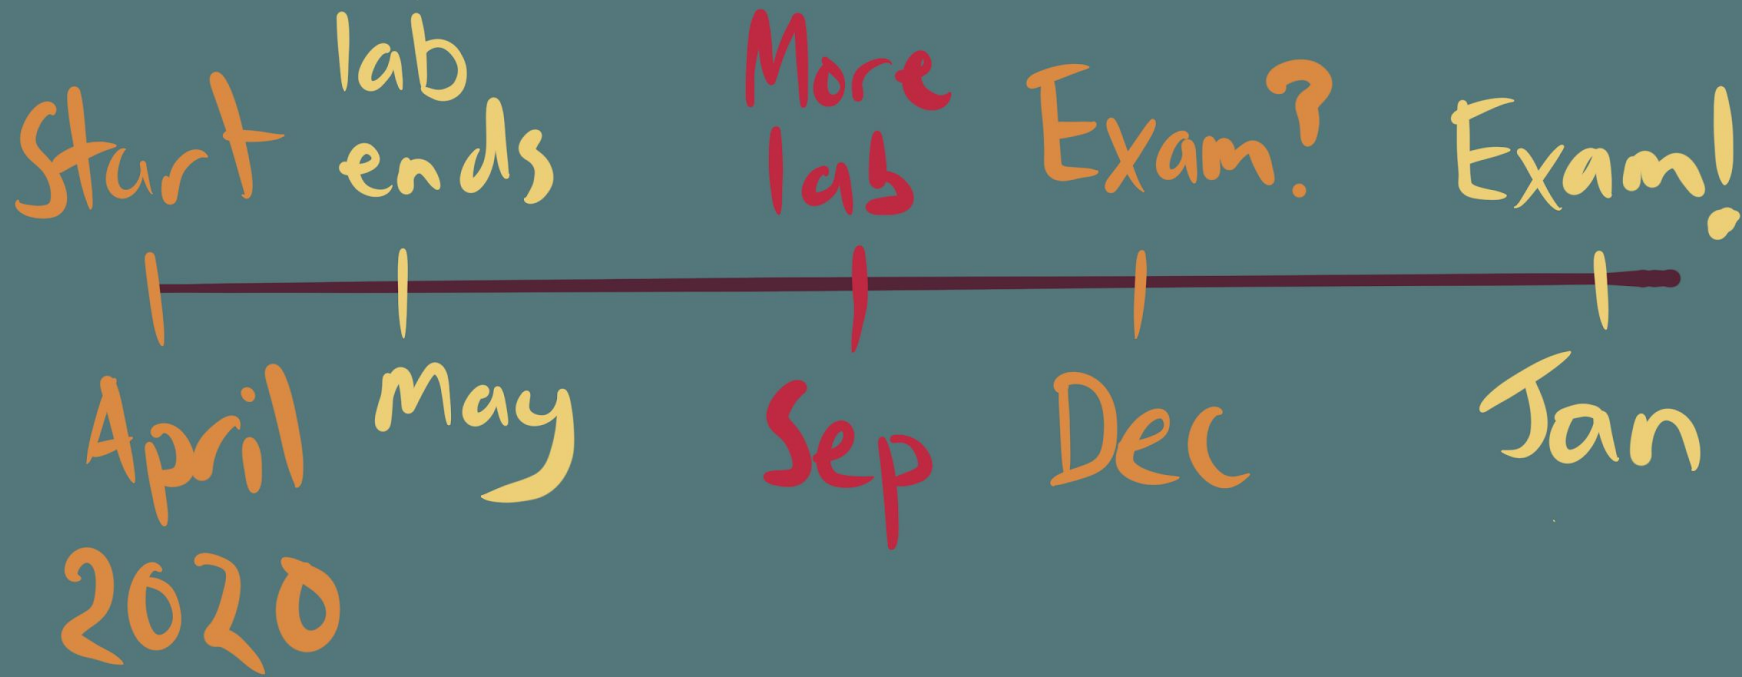 Start
lab
ends
More
lab
Exam?
Exam!
April
2020
May
Sep
Dec
Jan